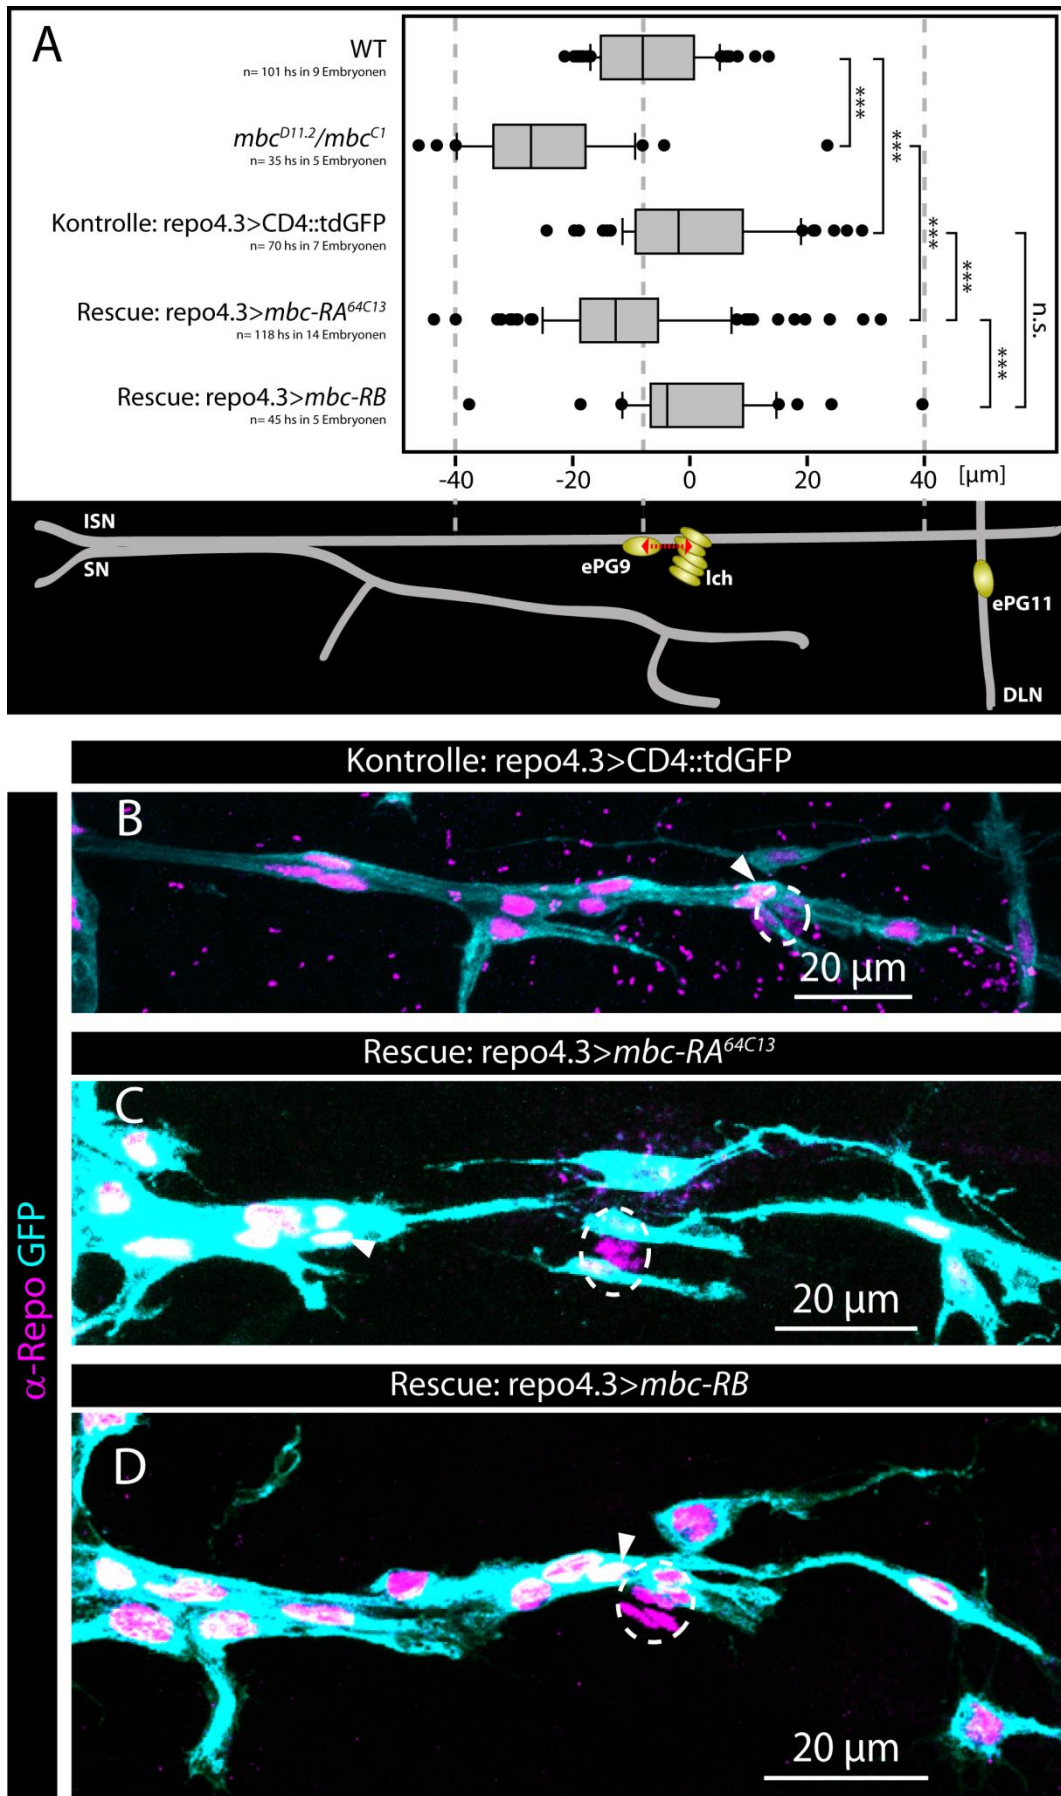 A
WT
n= 101 hs in 9 Embryonen
mbcD11.2/mbcC1
n= 35 hs in 5 Embryonen
Kontrolle: repo4.3>CD4::tdGFP
n= 70 hs in 7 Embryonen
Rescue: repo4.3>mbc-RA64C13
n= 118 hs in 14 Embryonen
Rescue: repo4.3>mbc-RB
n= 45 hs in 5 Embryonen
***
***
***
***
***
n.s.
-40 -20 0 20 40 [µm]
ISN
SN
ePG9
lch
ePG11
DLN
α-Repo GFP
Kontrolle: repo4.3>CD4::tdGFP
B
20 µm
Rescue: repo4.3>mbc-RA64C13
C
20 µm
Rescue: repo4.3>mbc-RB
D
20 µm